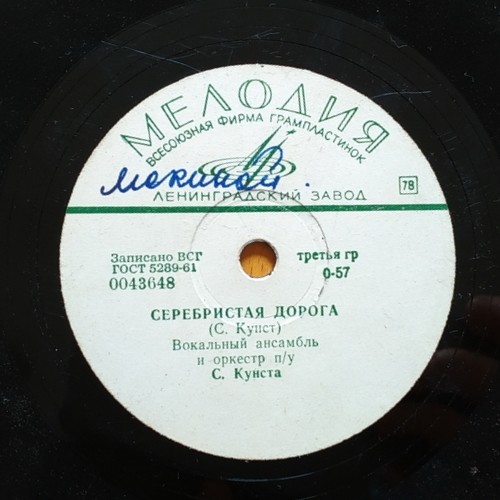 МЕЛОДИЯ
ВСЕСОЮЗНАЯ ФИРМА ГРАМПЛАСТИНОК
Мекиной.
ЛЕНИНГРАДСКИЙ ЗАВОД
78
Записано ВСГ
ГОСТ 5289-61
0043648
третья гр
0-57
СЕРЕБРИСТАЯ ДОРОГА
(С. Кунст)
Вокальный ансамбль
и оркестр п/у
С. Кунста